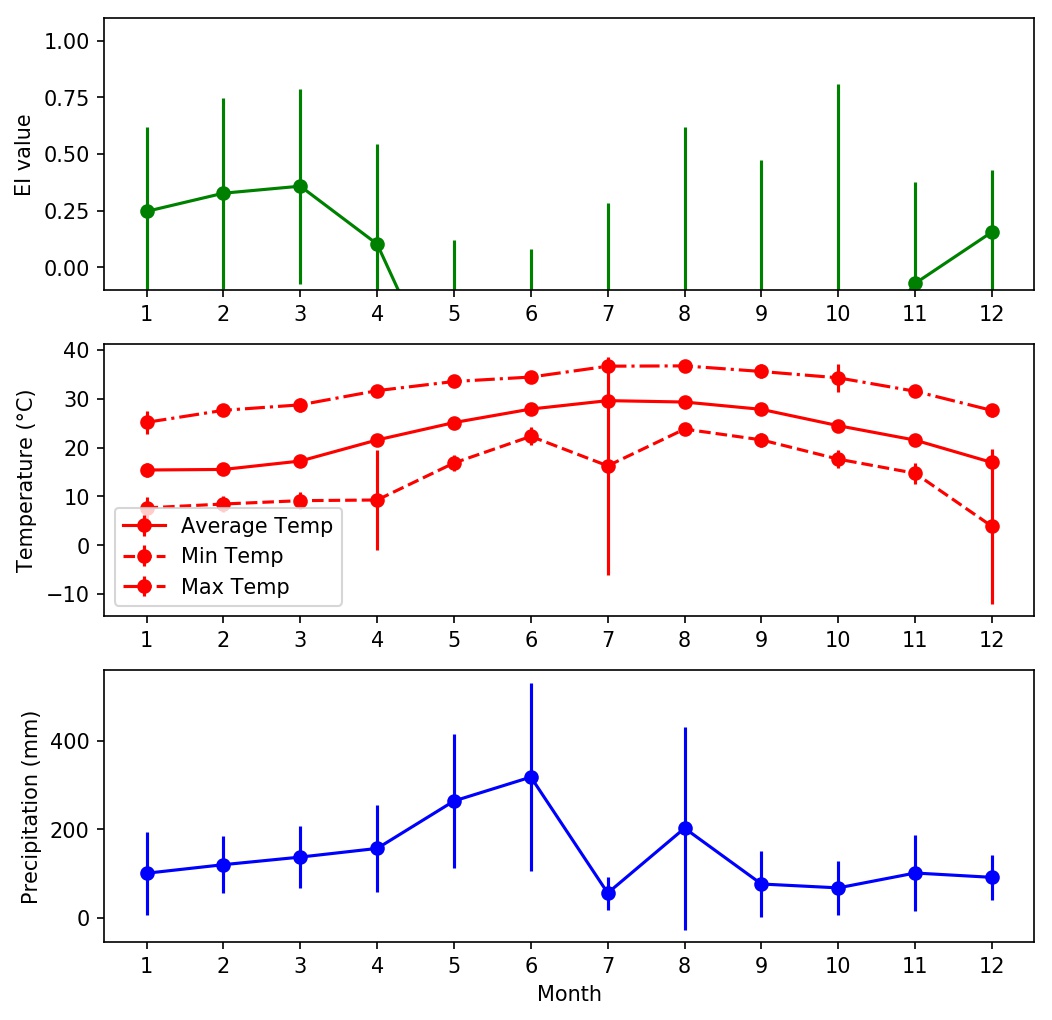 1.00
0.75
0.50
0.25
0.00
EI value
1 2 3 4 5 6 7 8 9 10 11 12
40
30
20
10
0
−10
Temperature (°C)
Average Temp
Min Temp
Max Temp
1 2 3 4 5 6 7 8 9 10 11 12
400
200
0
Precipitation (mm)
1 2 3 4 5 6 7 8 9 10 11 12
Month